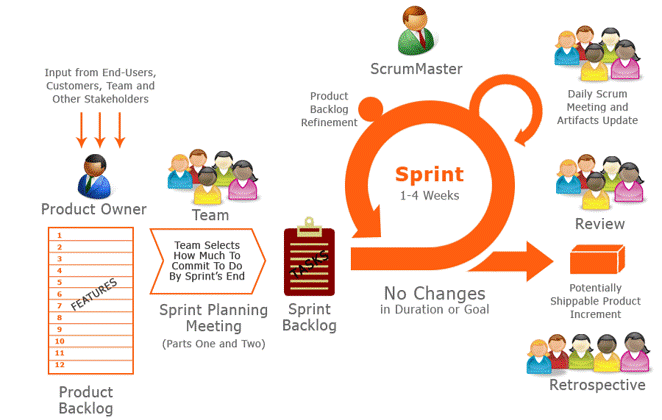 Input from End-Users,
Customers, Team and
Other Stakeholders
Product Owner
1
2
3
4
5
6
7
8
9
10
11
12
FEATURES
Product
Backlog
Team
Team Selects
How Much To
Commit To Do
By Sprint's End
Sprint Planning
Meeting
(Parts One and Two)
TASKS
Sprint
Backlog
ScrumMaster
Product
Backlog
Refinement
Sprint
1-4 Weeks
No Changes
in Duration or Goal
Daily Scrum
Meeting and
Artifacts Update
Review
Potentially
Shippable Product
Increment
Retrospective